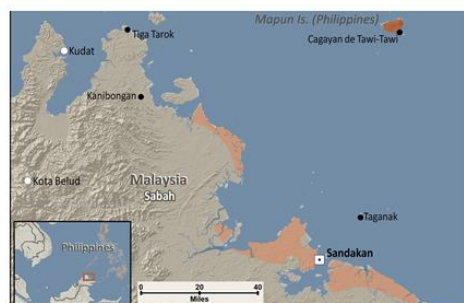 Mapun Is. (Philippines)
Tiga Tarok
Cagayan de Tawi-Tawi
Kudat
Kanibongan
Kota Belud
Malaysia
Sabah
Taganak
Philippines
Sandakan
0 20 40
Miles